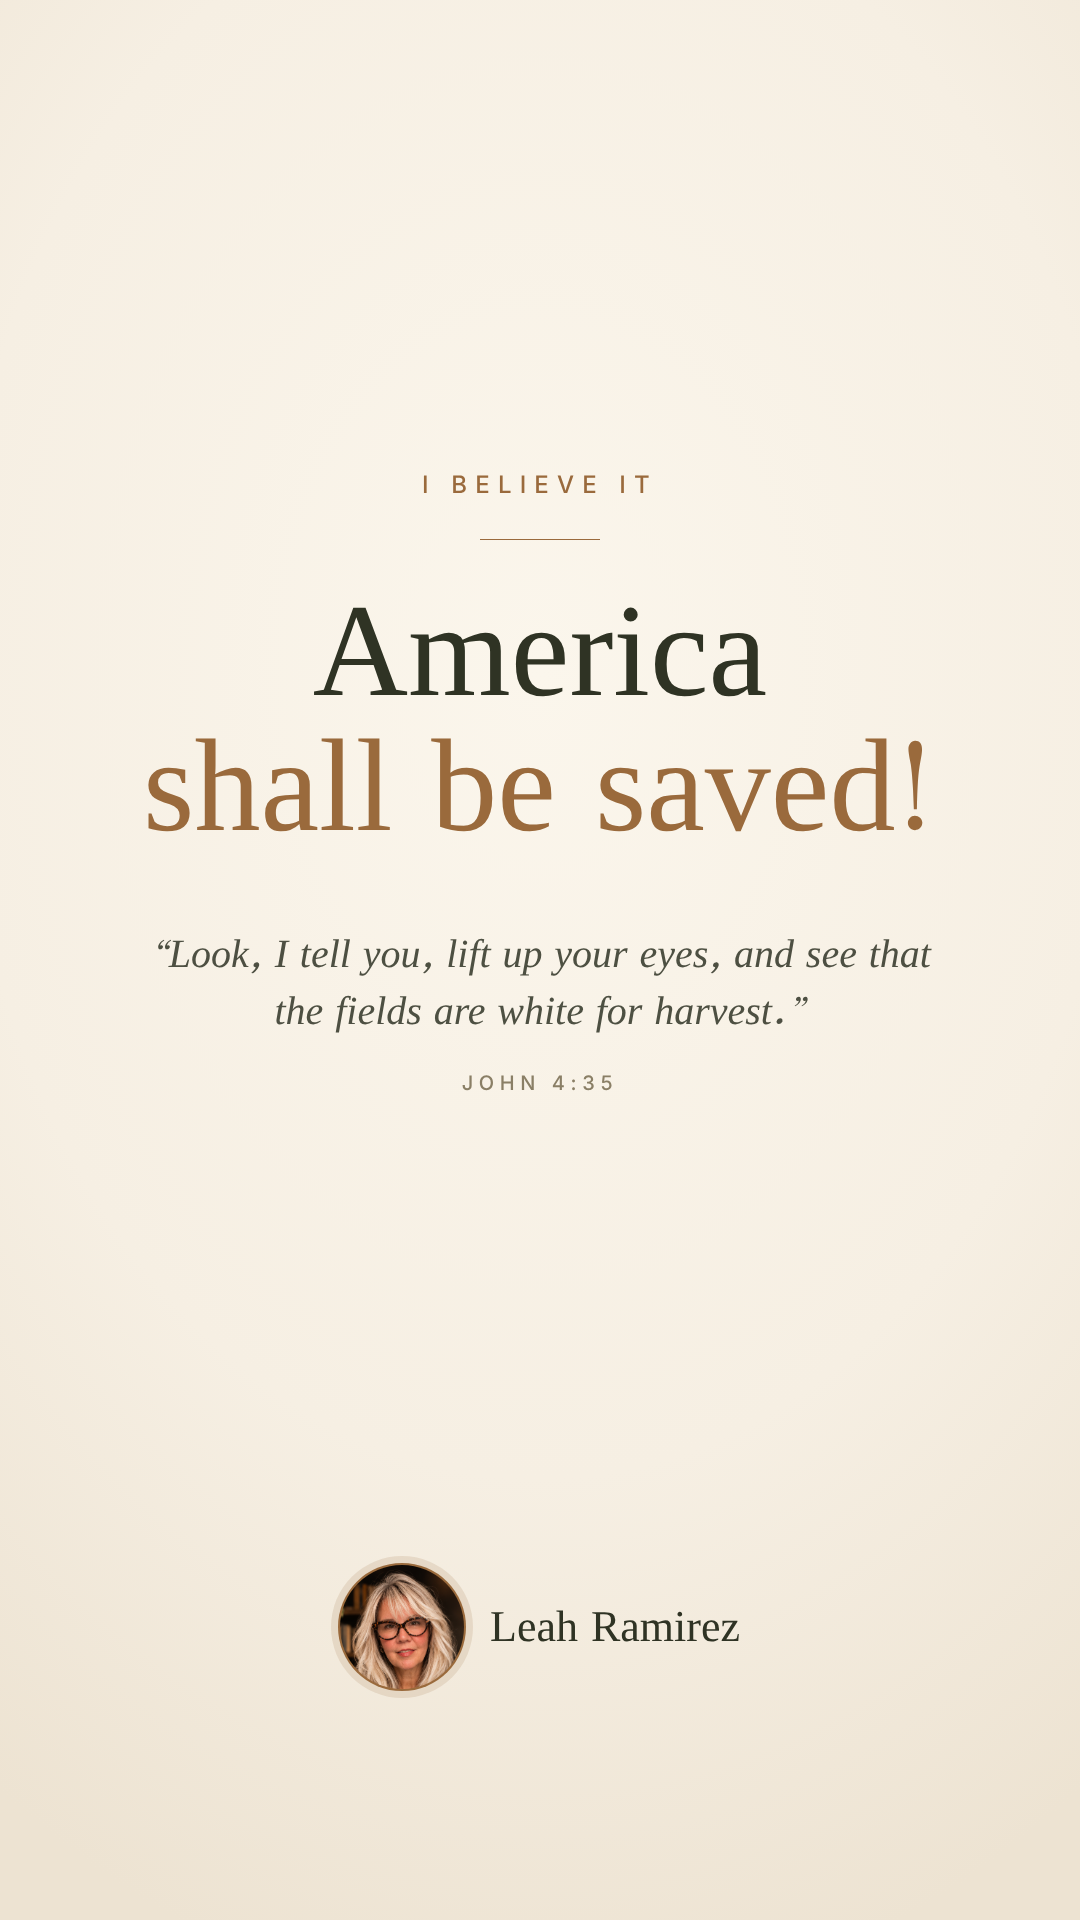 I BELIEVE IT
America
shall be saved!
“Look, I tell you, lift up your eyes, and see that
the fields are white for harvest.”
JOHN 4:35
Leah Ramirez